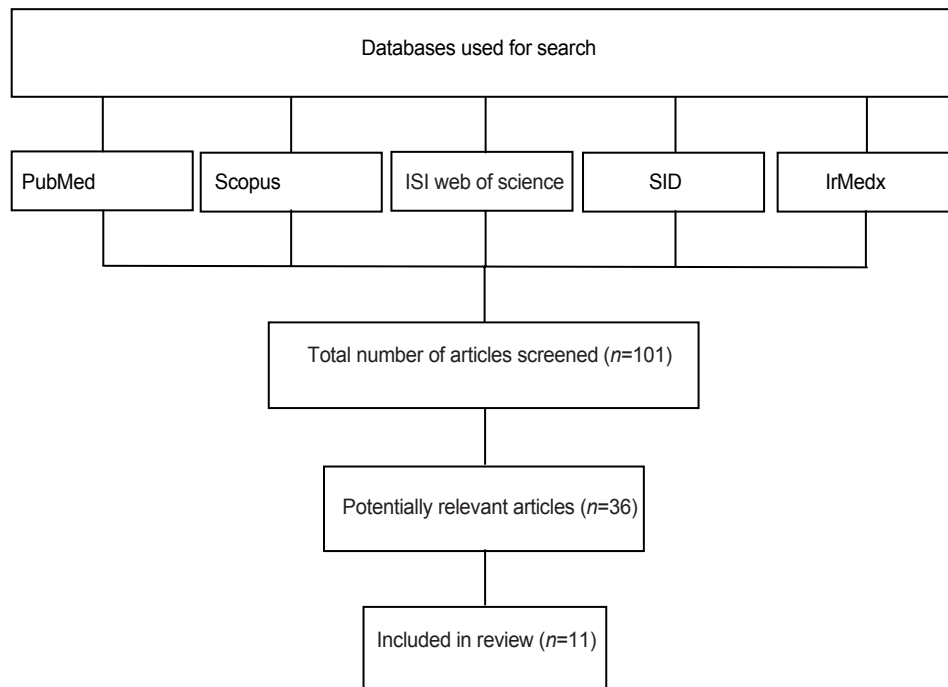 Databases used for search
PubMed
Scopus
ISI web of science
SID
IrMedx
Total number of articles screened (n=101)
Potentially relevant articles (n=36)
Included in review (n=11)